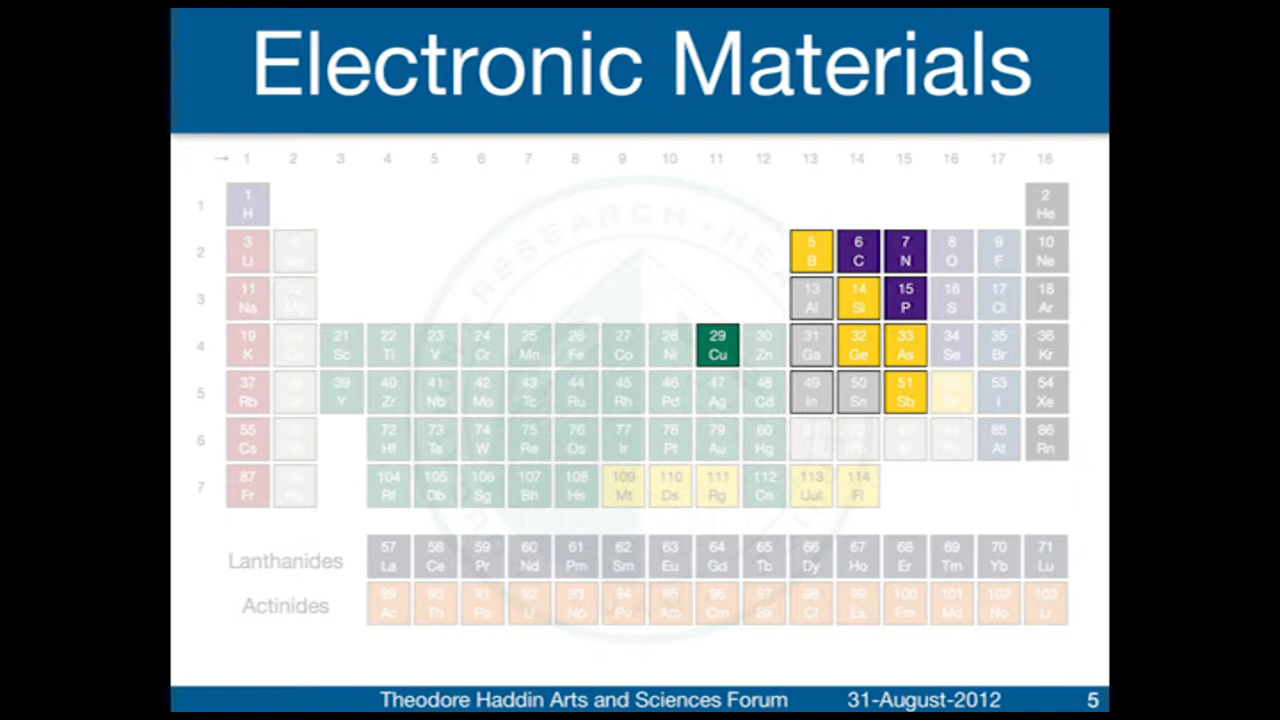 Electronic Materials
→ 1 2 3 4 5 6 7 8 9 10 11 12 13 14 15 16 17 18
1 1 2
H He
2 3 5 6 7 8 9 10
Li B C N O F Ne
3 11 12 13 14 15 16 17 18
Na Al Si P S Cl Ar
4 19 21 22 23 24 25 26 27 28 29 30 31 32 33 34 35 36
K Sc Ti V Cr Mn Fe Co Ni Cu Zn Ga Ge As Se Br Kr
5 37 39 40 41 42 43 44 45 46 47 48 49 50 51 53 54
Rb Y Zr Nb Mo Tc Ru Rh Pd Ag Cd In Sn Sb I Xe
6 55 72 73 74 75 76 77 78 79 80 85 86
Cs Hf Ta W Re Os Ir Pt Au Hg At Rn
7 87 104 105 106 107 108 109 110 111 112 113 114
Fr Rf Db Sg Bh Hs Mt Ds Rg Cn Uut Fl
Lanthanides 57 58 59 60 61 62 63 64 65 66 67 68 69 70 71
La Ce Pr Nd Pm Sm Eu Gd Tb Dy Ho Er Tm Yb Lu
Actinides 89 90 91 92 93 94 95 96 97 98 99 100 101 102 103
Ac Th Pa U Np Pu Am Cm Bk Cf Es Fm Md No Lr
RESEARCH
Theodore Haddin Arts and Sciences Forum 31-August-2012 5